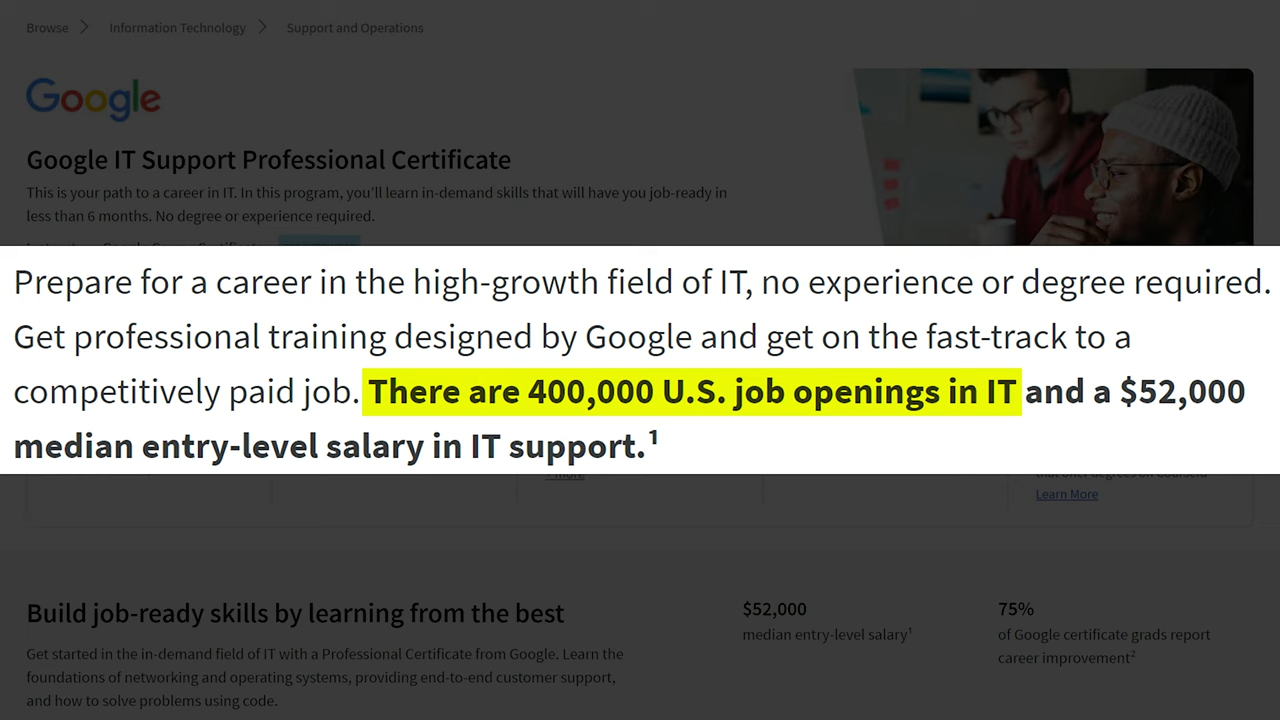 Browse > Information Technology > Support and Operations
Google
Google IT Support Professional Certificate
This is your path to a career in IT. In this program, you'll learn in-demand skills that will have you job-ready in
less than 6 months. No degree or experience required.
Prepare for a career in the high-growth field of IT, no experience or degree required.
Get professional training designed by Google and get on the fast-track to a
competitively paid job. There are 400,000 U.S. job openings in IT and a $52,000
median entry-level salary in IT support.¹
Learn More
Build job-ready skills by learning from the best
Get started in the in-demand field of IT with a Professional Certificate from Google. Learn the
foundations of networking and operating systems, providing end-to-end customer support,
and how to solve problems using code.
$52,000
median entry-level salary¹
75%
of Google certificate grads report
career improvement²